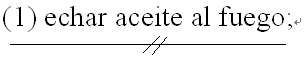 (1) echar aceite al fuego;